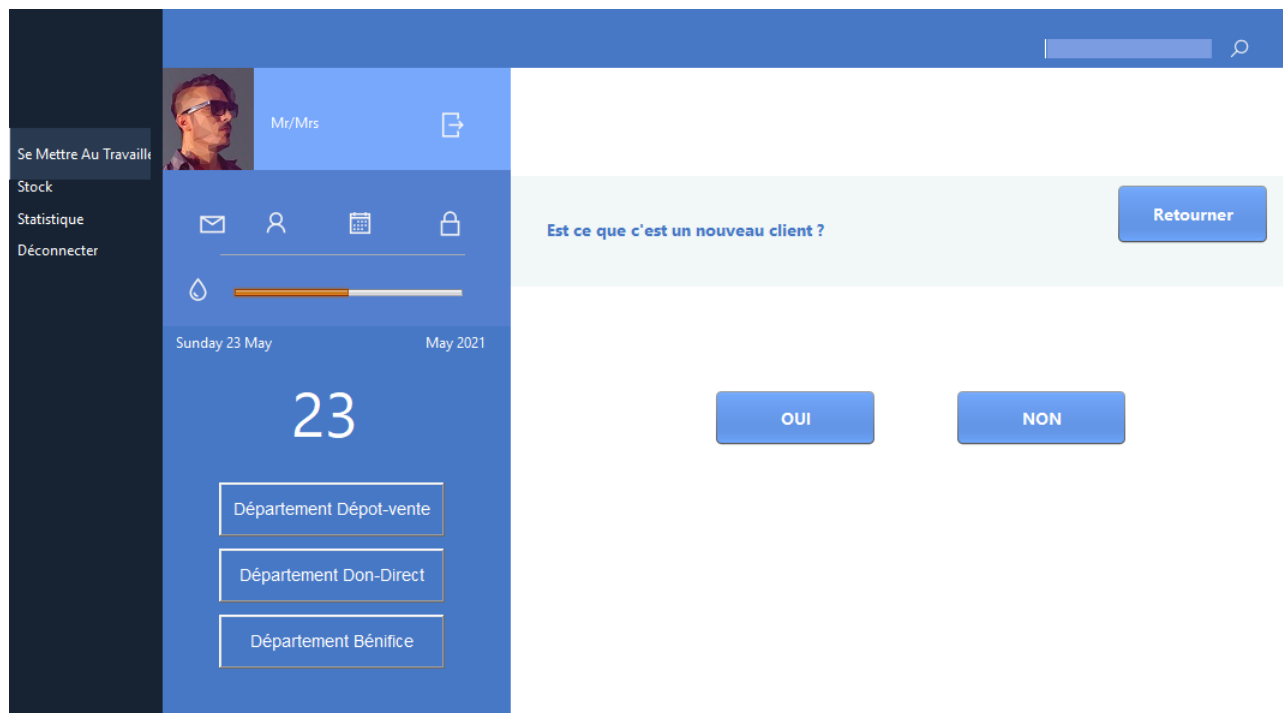 Se Mettre Au Travaille
Stock
Statistique
Déconnecter
Mr/Mrs
Sunday 23 May
May 2021
23
Département Dépot-vente
Département Don-Direct
Département Bénifice
Est ce que c'est un nouveau client ?
Retourner
OUI
NON